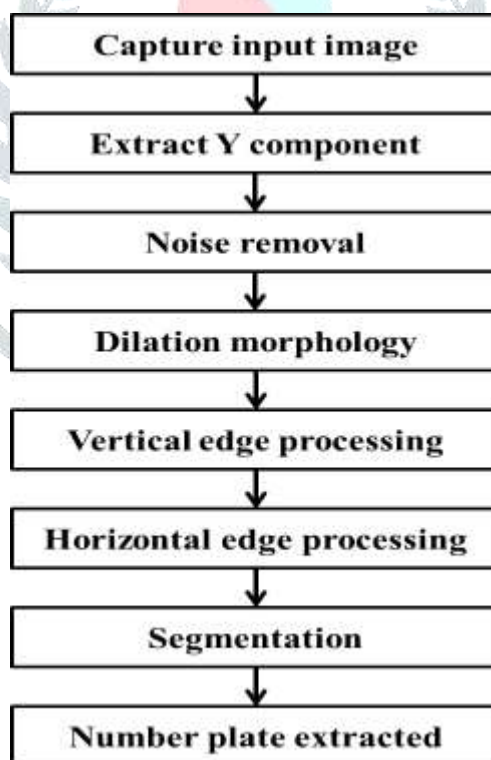 Capture input image
Extract Y component
Noise removal
Dilation morphology
Vertical edge processing
Horizontal edge processing
Segmentation
Number plate extracted